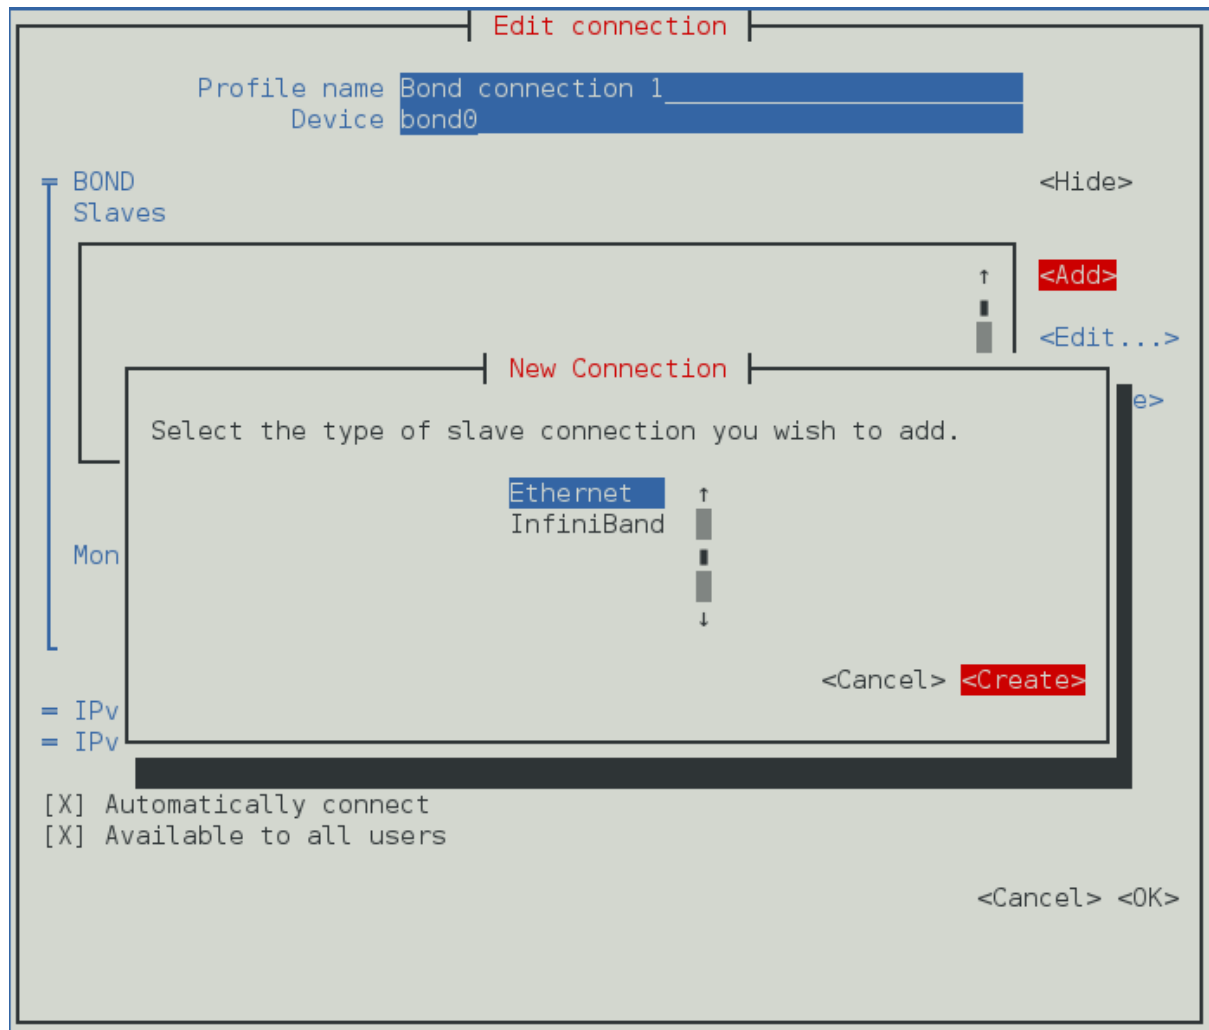 Edit connection
Profile name Bond connection 1
Device bond0
BOND <Hide>
Slaves
↑ <Add>
<Edit...>
New Connection
e>
Select the type of slave connection you wish to add.
Ethernet ↑
InfiniBand
Mon
↓
<Cancel> <Create>
= IPv
= IPv
[X] Automatically connect
[X] Available to all users
<Cancel> <OK>